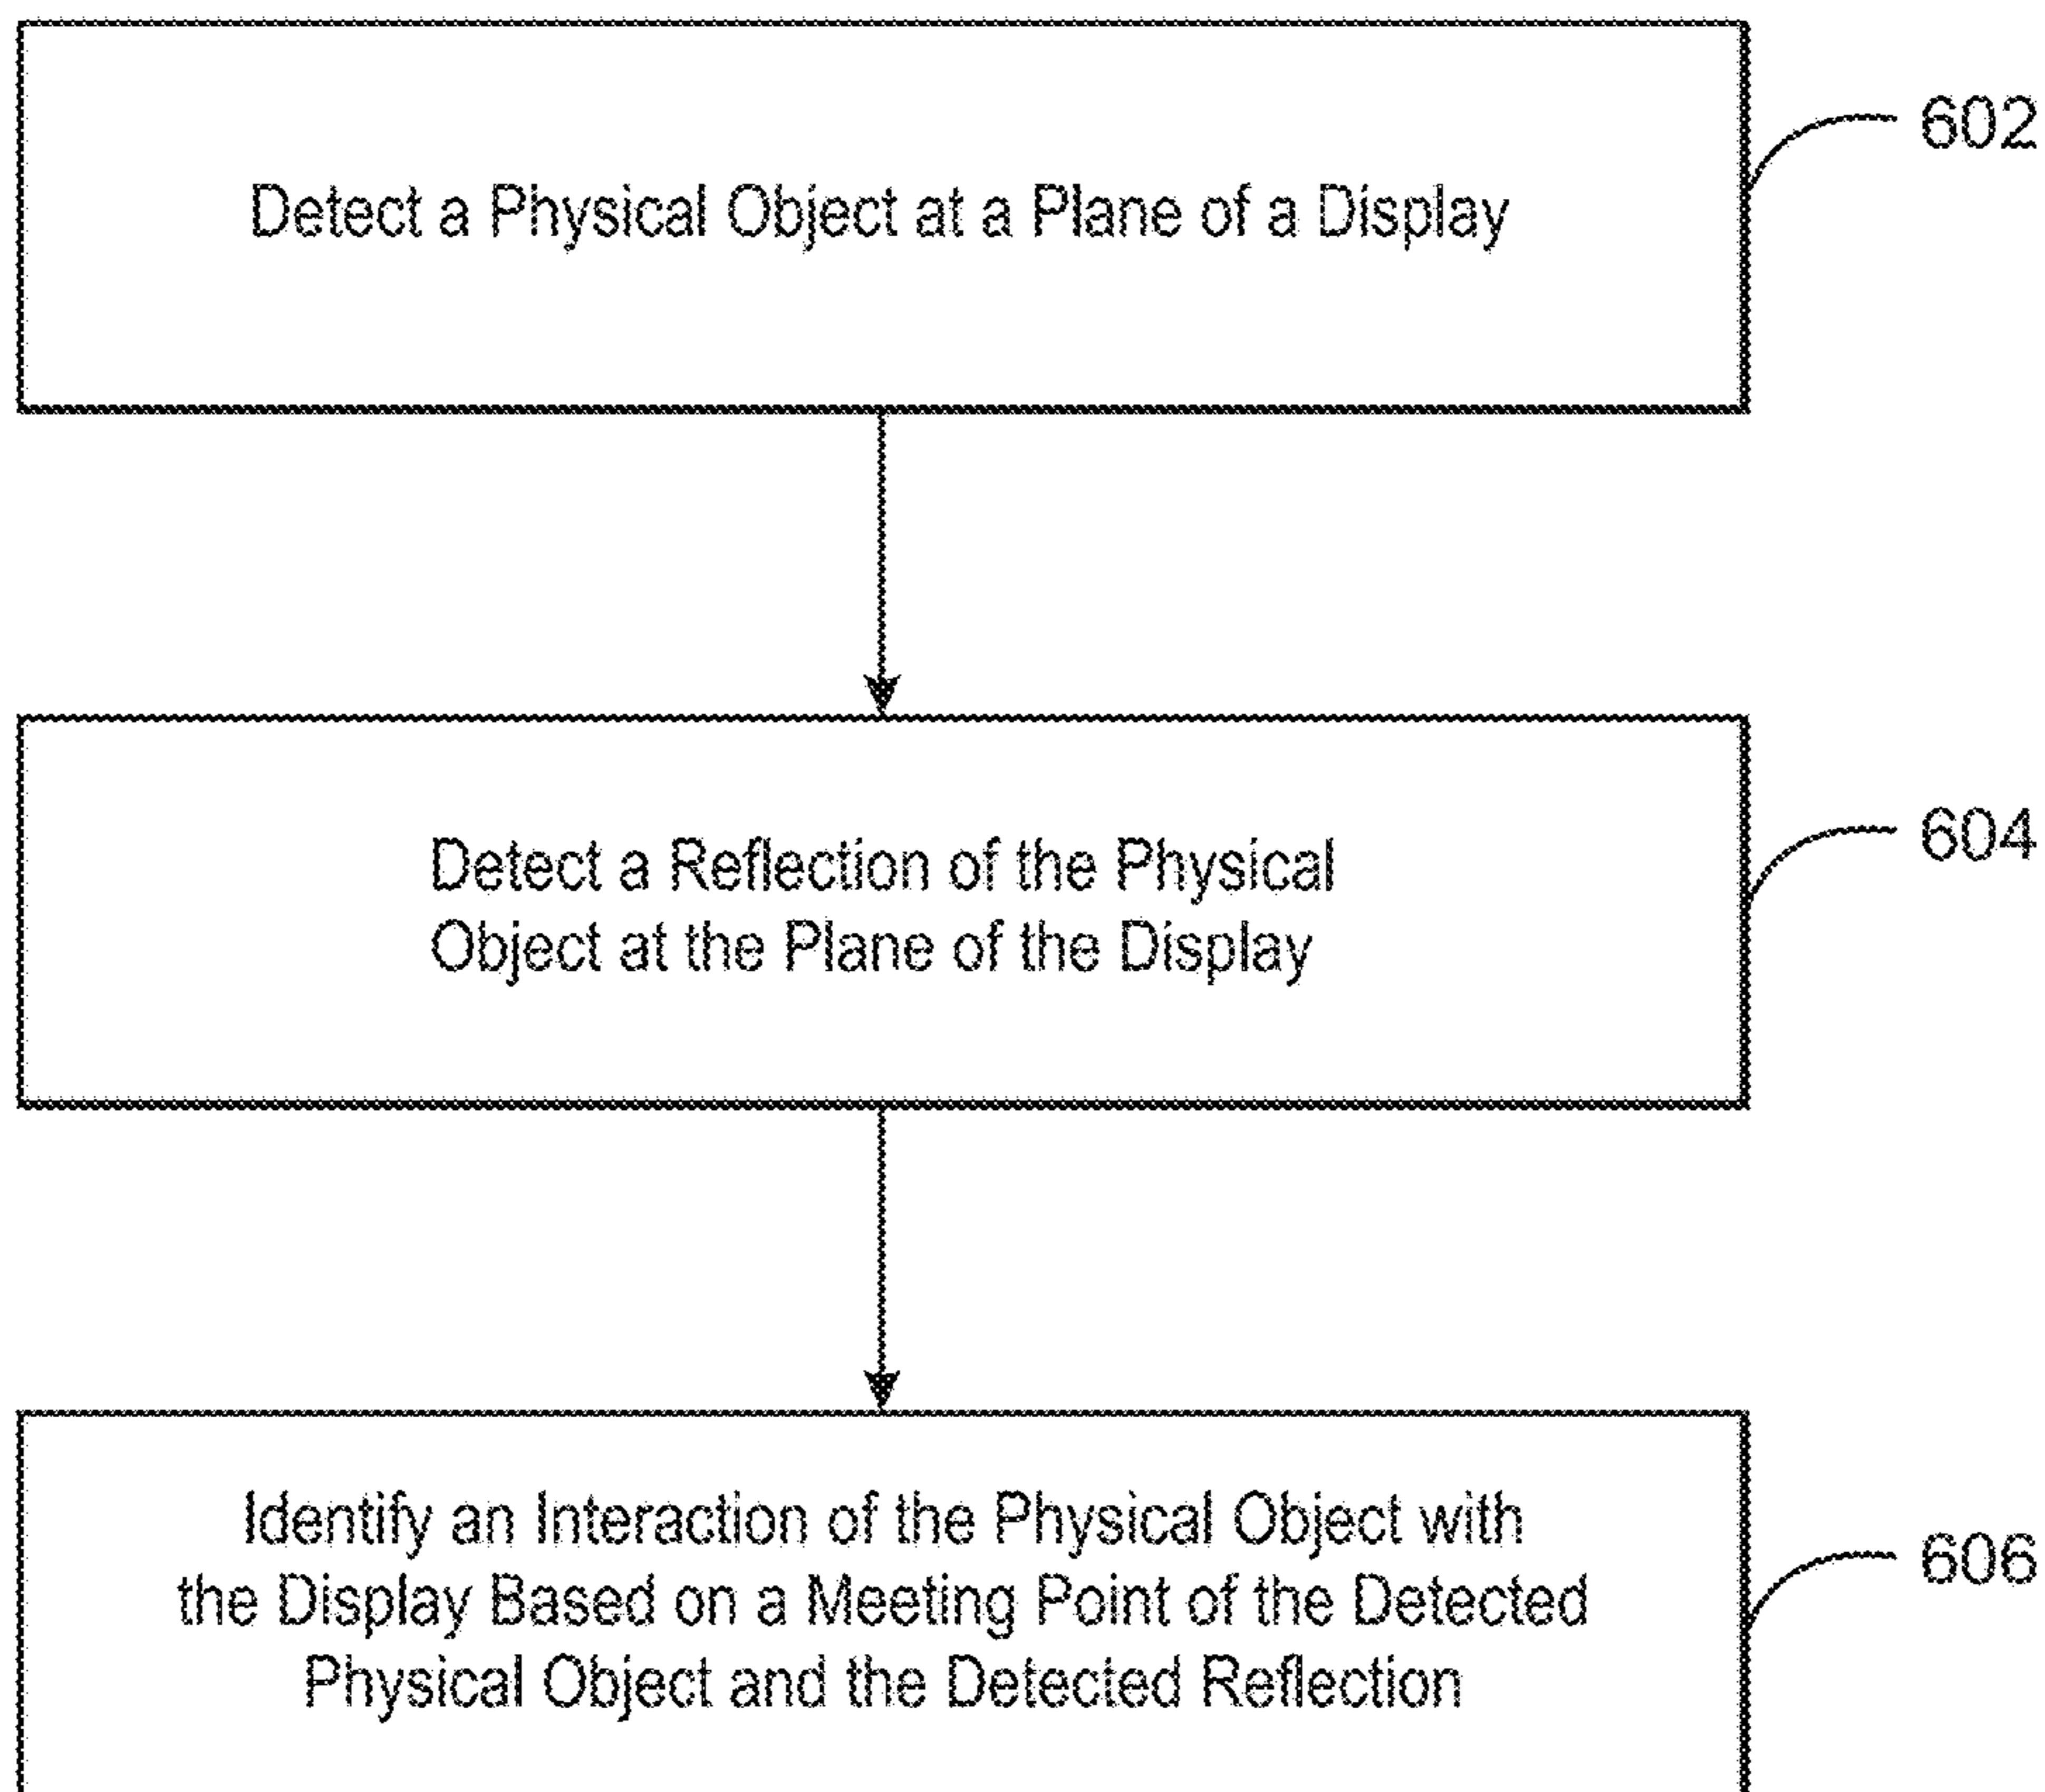 Detect a Physical Object at a Plane of a Display
602
Detect a Reflection of the Physical
Object at the Plane of the Display
604
Identify an Interaction of the Physical Object with
the Display Based on a Meeting Point of the Detected
Physical Object and the Detected Reflection
606